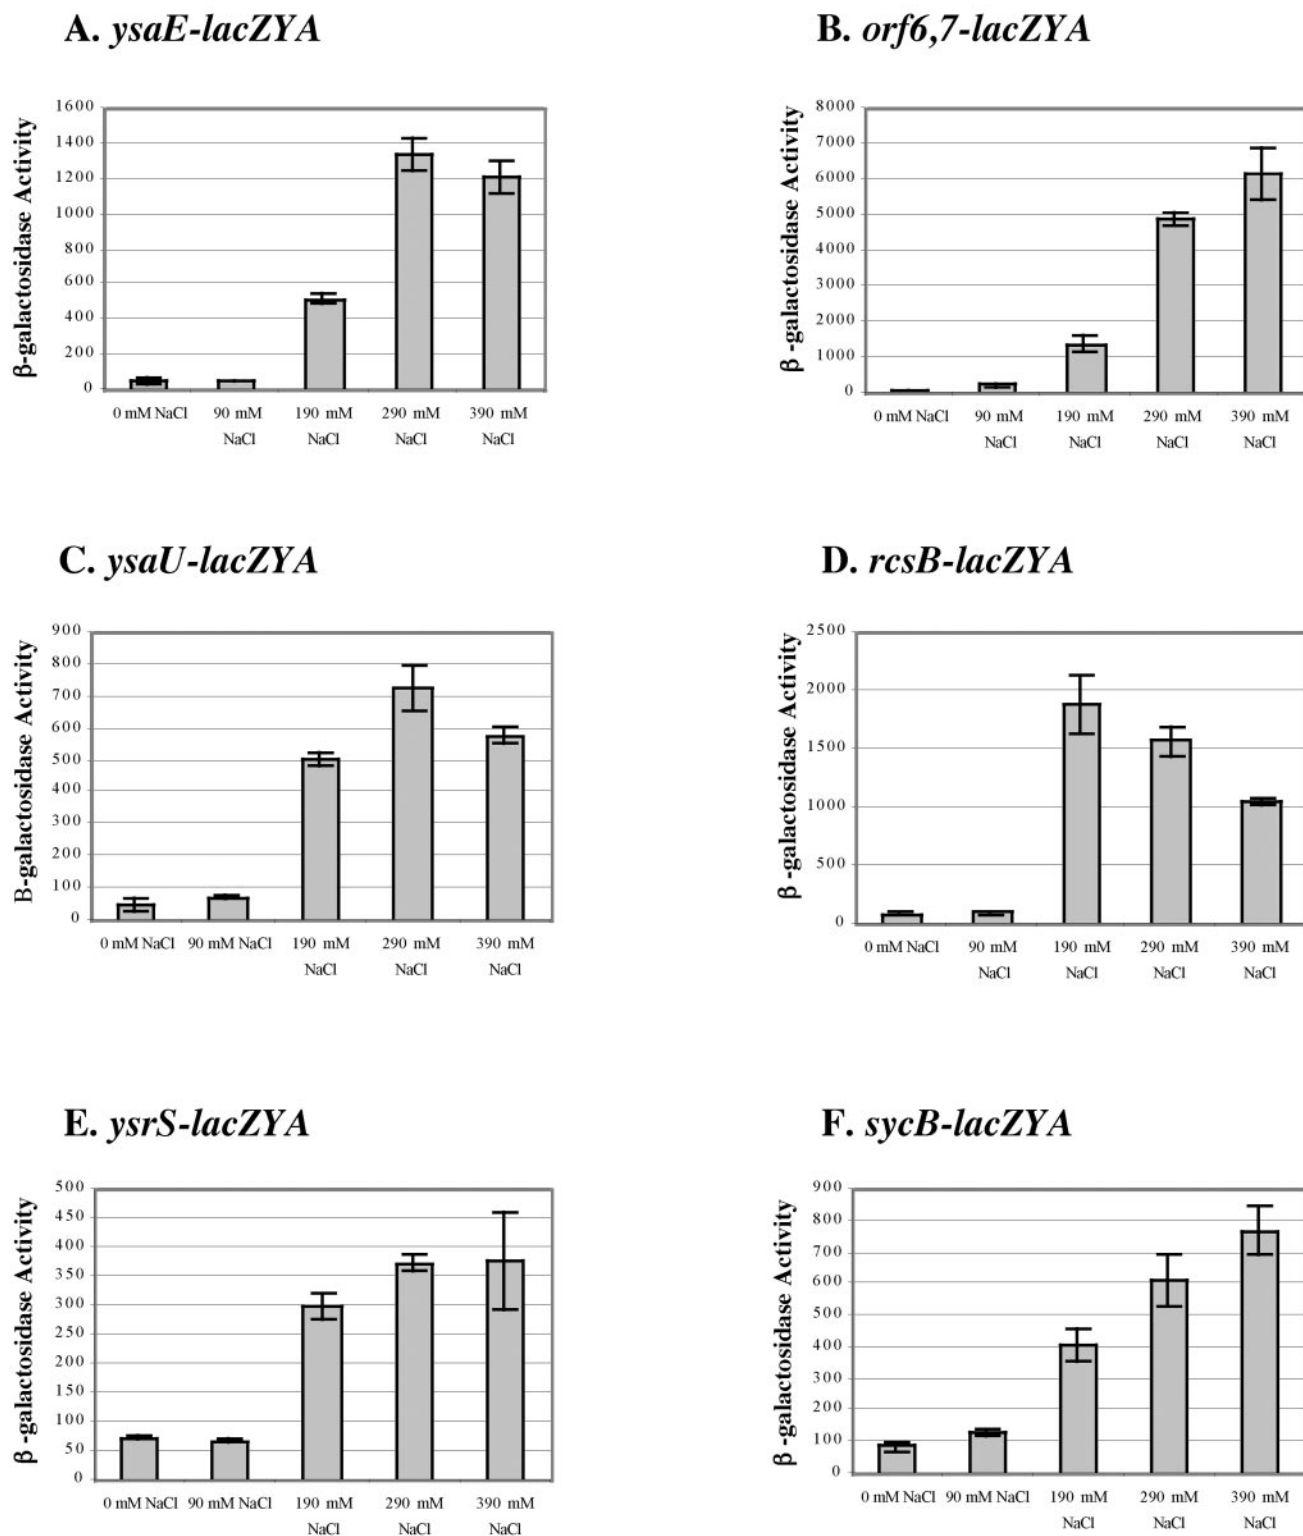 A. ysaE-lacZYA
β-galactosidase Activity
1600
1400
1200
1000
800
600
400
200
0
0 mM NaCl 90 mM 190 mM 290 mM 390 mM
NaCl NaCl NaCl NaCl
B. orf6,7-lacZYA
β -galactosidase Activity
8000
7000
6000
5000
4000
3000
2000
1000
0
0 mM NaCl 90 mM 190 mM 290 mM 390 mM
NaCl NaCl NaCl NaCl
C. ysaU-lacZYA
B-galactosidase Activity
900
800
700
600
500
400
300
200
100
0
0 mM NaCl 90 mM NaCl 190 mM 290 mM 390 mM
NaCl NaCl NaCl
D. rcsB-lacZYA
β -galactosidase Activity
2500
2000
1500
1000
500
0
0 mM NaCl 90 mM 190 mM 290 mM 390 mM
NaCl NaCl NaCl NaCl
E. ysrS-lacZYA
β -galactosidase Activity
500
450
400
350
300
250
200
150
100
50
0
0 mM NaCl 90 mM NaCl 190 mM 290 mM 390 mM
NaCl NaCl NaCl
F. sycB-lacZYA
β -galactosidase Activity
900
800
700
600
500
400
300
200
100
0
0 mM NaCl 90 mM NaCl 190 mM 290 mM 390 mM
NaCl NaCl NaCl